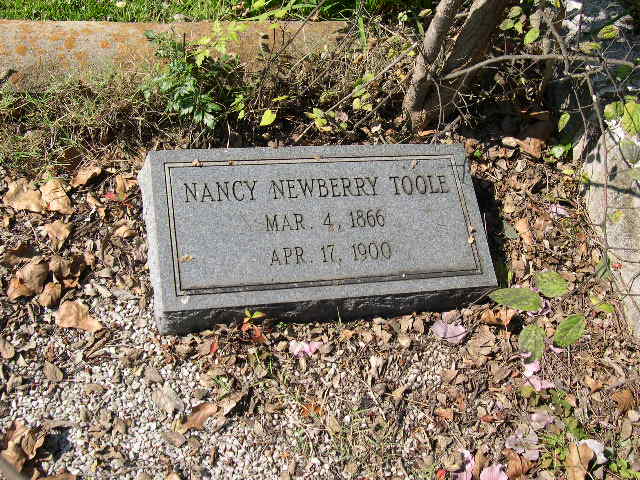 NANCY NEWBERRY TOOLE
MAR. 4, 1866
APR. 17, 1900